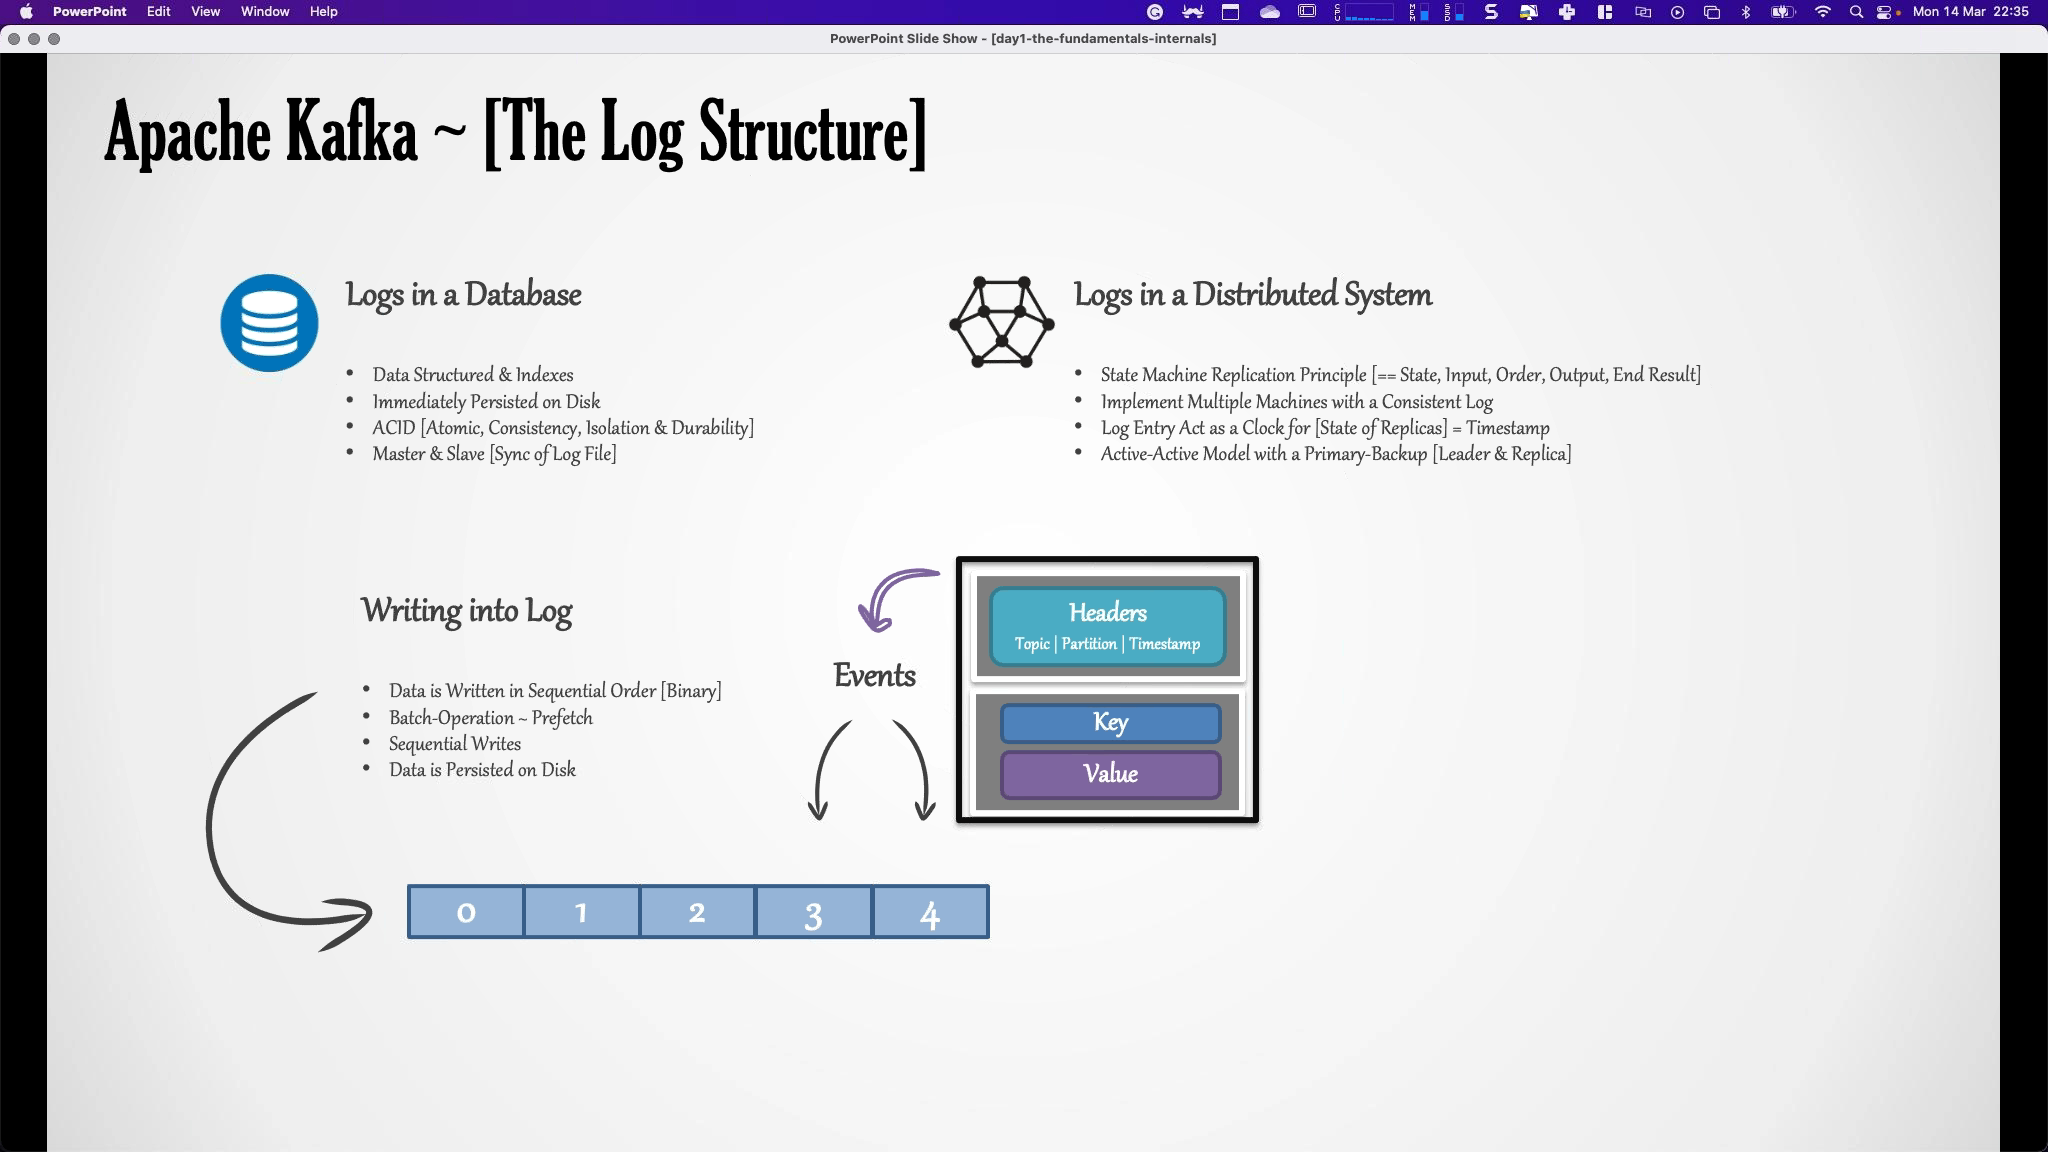 PowerPoint Edit View Window Help
CPU MEM SSD Mon 14 Mar 22:35
PowerPoint Slide Show - [day1-the-fundamentals-internals]
Apache Kafka ~ [The Log Structure]
Logs in a Database
• Data Structured & Indexes
• Immediately Persisted on Disk
• ACID [Atomic, Consistency, Isolation & Durability]
• Master & Slave [Sync of Log File]
Logs in a Distributed System
• State Machine Replication Principle [== State, Input, Order, Output, End Result]
• Implement Multiple Machines with a Consistent Log
• Log Entry Act as a Clock for [State of Replicas] = Timestamp
• Active-Active Model with a Primary-Backup [Leader & Replica]
Writing into Log
• Data is Written in Sequential Order [Binary]
• Batch-Operation ~ Prefetch
• Sequential Writes
• Data is Persisted on Disk
Events
Headers
Topic | Partition | Timestamp
Key
Value
0 1 2 3 4